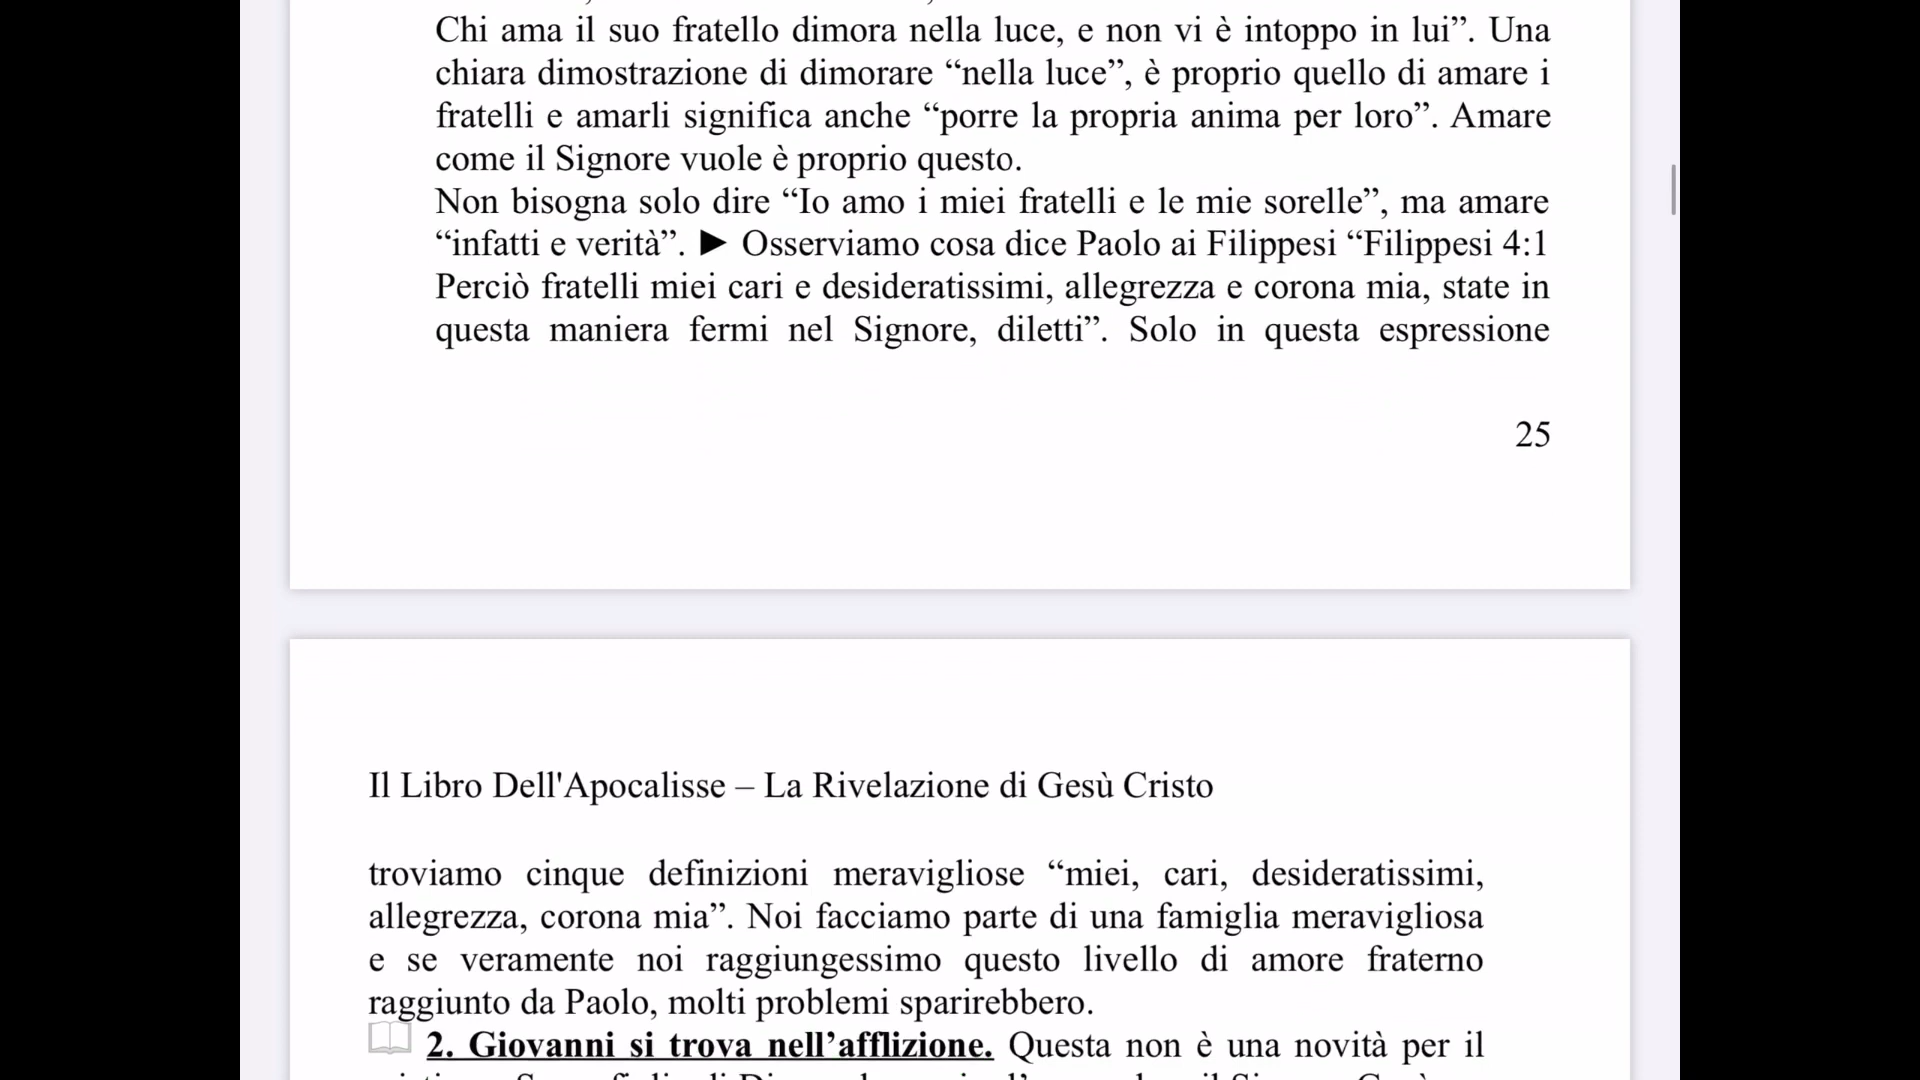 Chi ama il suo fratello dimora nella luce, e non vi è intoppo in lui”. Una
chiara dimostrazione di dimorare “nella luce”, è proprio quello di amare i
fratelli e amarli significa anche “porre la propria anima per loro”. Amare
come il Signore vuole è proprio questo.
Non bisogna solo dire “Io amo i miei fratelli e le mie sorelle”, ma amare
“infatti e verità”. ► Osserviamo cosa dice Paolo ai Filippesi “Filippesi 4:1
Perciò fratelli miei cari e desideratissimi, allegrezza e corona mia, state in
questa maniera fermi nel Signore, diletti”. Solo in questa espressione
25
Il Libro Dell'Apocalisse – La Rivelazione di Gesù Cristo
troviamo cinque definizioni meravigliose “miei, cari, desideratissimi,
allegrezza, corona mia”. Noi facciamo parte di una famiglia meravigliosa
e se veramente noi raggiungessimo questo livello di amore fraterno
raggiunto da Paolo, molti problemi sparirebbero.
2. Giovanni si trova nell’afflizione. Questa non è una novità per il